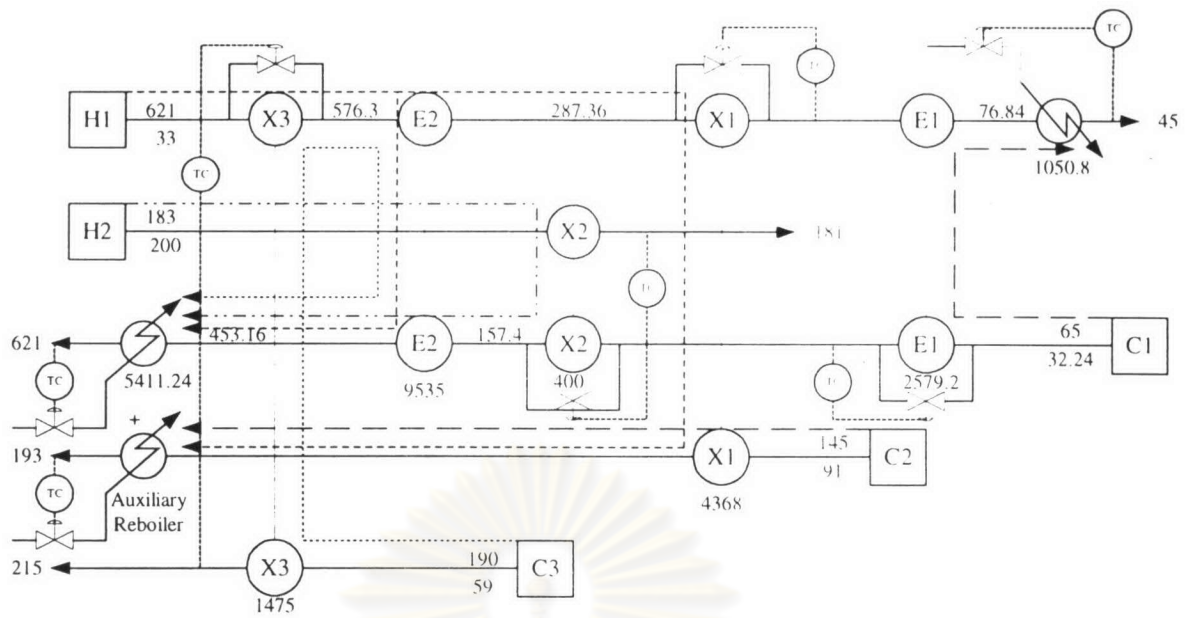 TC
H1
621
33
X3
576.3
E2
287.36
X1
E1
76.84
45
1050.8
TC
H2
183
200
X2
181
621
453.16
E2
157.4
X2
E1
65
32.24
C1
5411.24
9535
400
2579.2
TC
+
193
X1
145
91
C2
4368
TC
Auxiliary
Reboiler
215
X3
190
59
C3
1475